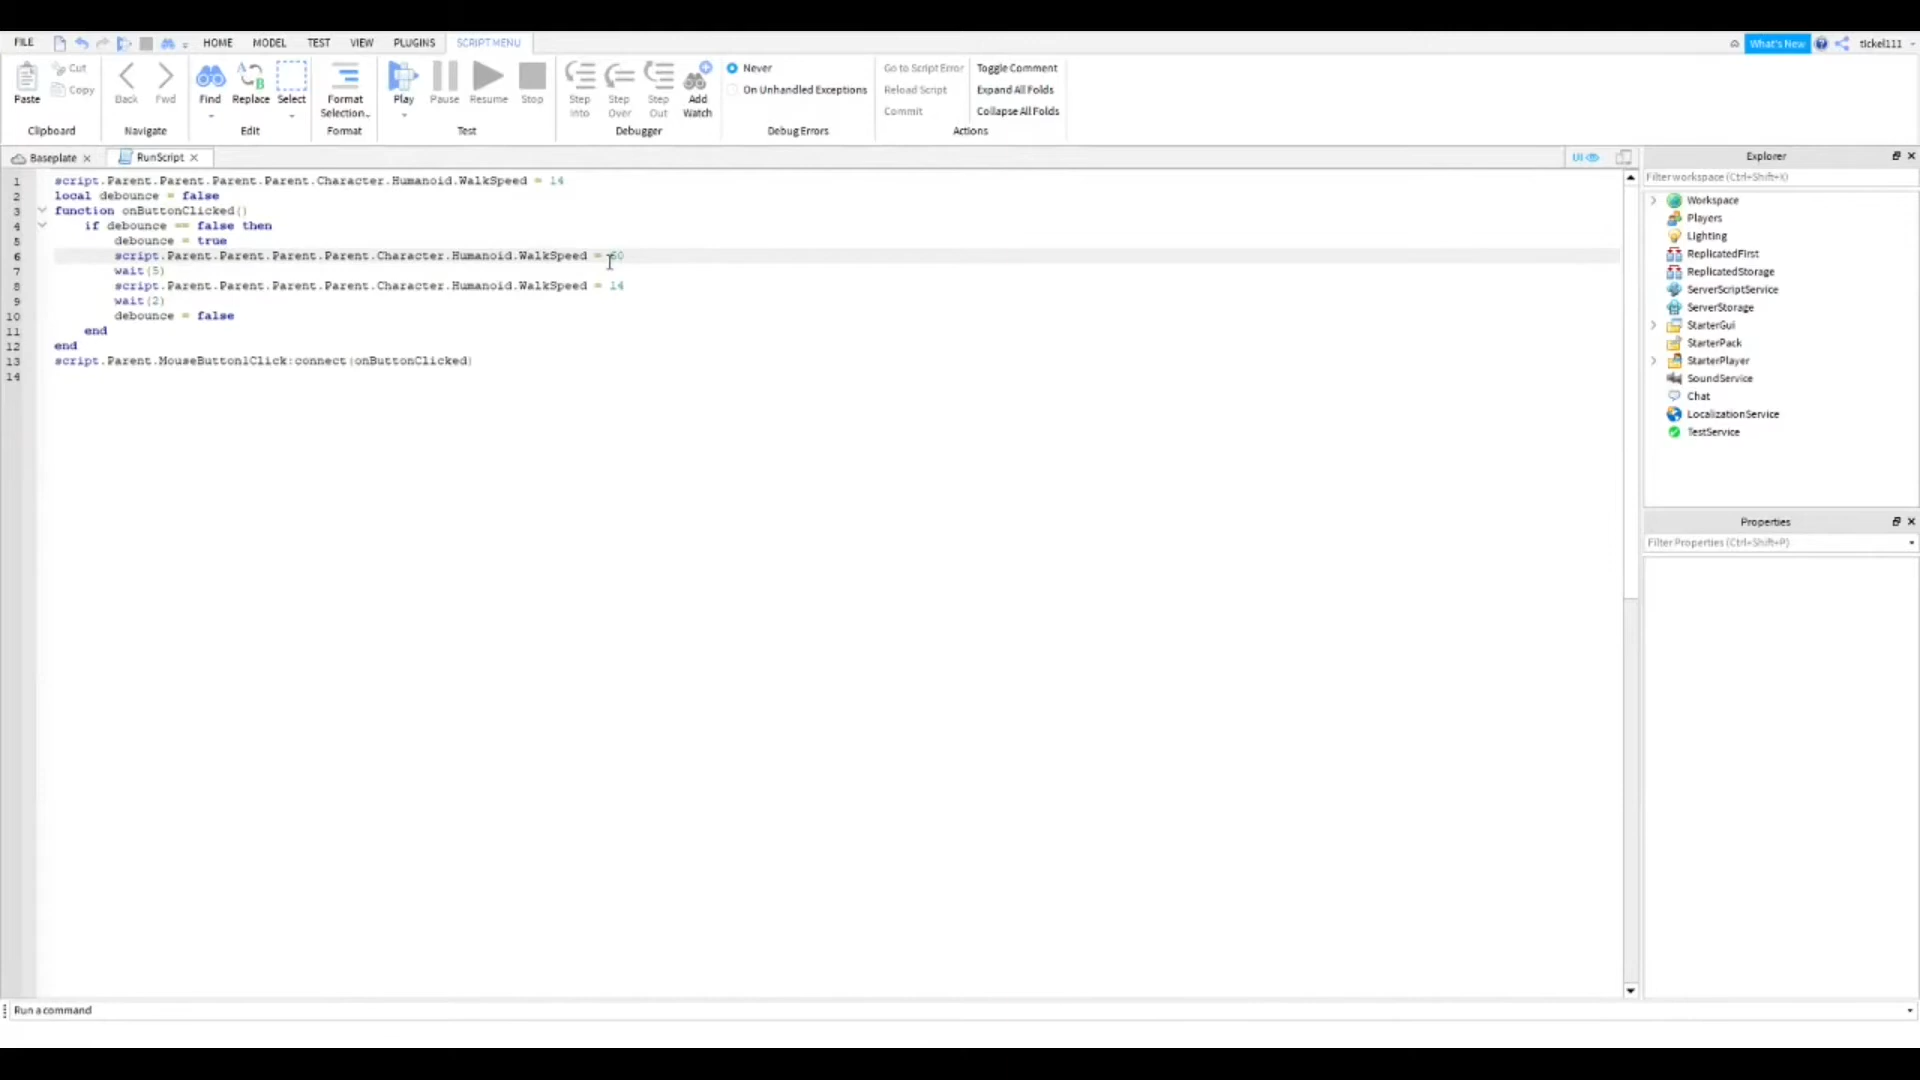 FILE HOME MODEL TEST VIEW PLUGINS SCRIPT MENU What's New tickel111
Paste Cut Copy Back Fwd Find Replace Select Format Selection Play Pause Resume Stop Step Into Step Over Step Out Add Watch Never On Unhandled Exceptions Go to Script Error Reload Script Commit Toggle Comment Expand All Folds Collapse All Folds
Clipboard Navigate Edit Format Test Debugger Debug Errors Actions
Baseplate RunScript UI
1 script.Parent.Parent.Parent.Parent.Character.Humanoid.WalkSpeed = 14
2 local debounce = false
3 function onButtonClicked()
4 if debounce == false then
5 debounce = true
6 script.Parent.Parent.Parent.Parent.Character.Humanoid.WalkSpeed =
7 wait(5)
8 script.Parent.Parent.Parent.Parent.Character.Humanoid.WalkSpeed = 14
9 wait(2)
10 debounce = false
11 end
12 end
13 script.Parent.MouseButton1Click:connect(onButtonClicked)
14
Explorer
Filter workspace (Ctrl+Shift+X)
Workspace
Players
Lighting
ReplicatedFirst
ReplicatedStorage
ServerScriptService
ServerStorage
StarterGui
StarterPack
StarterPlayer
SoundService
Chat
LocalizationService
TestService
Properties
Filter Properties (Ctrl+Shift+P)
Run a command